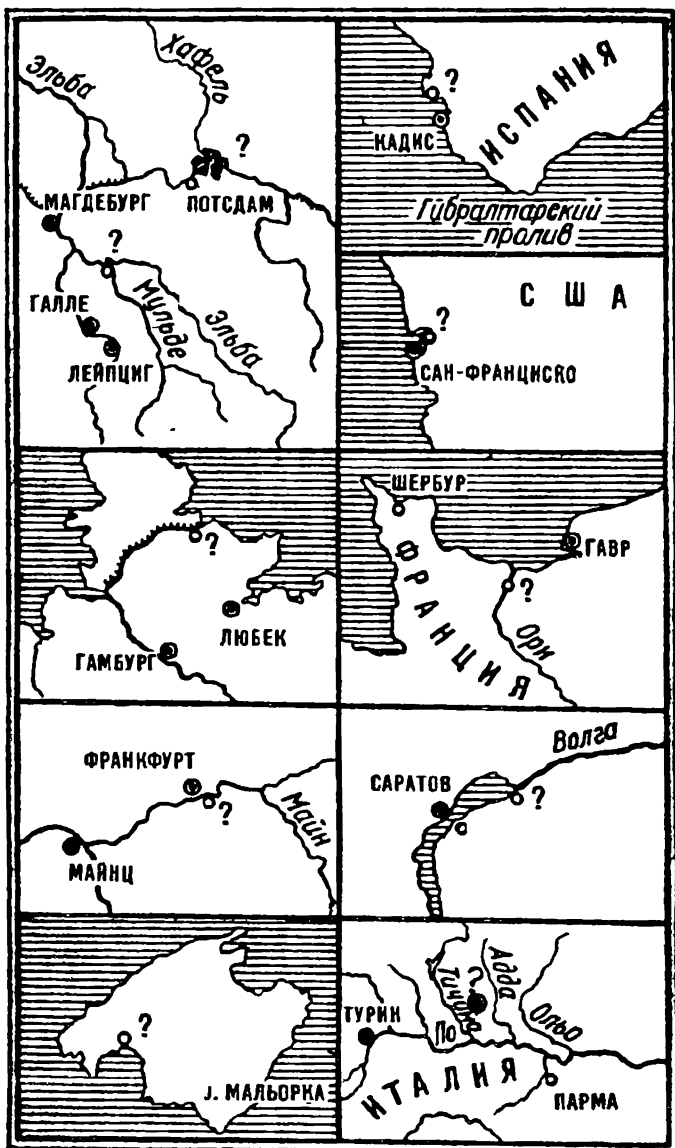 Эльба
Хафель
?
МАГДЕБУРГ
ПОТСДАМ
?
ГАЛЛЕ
Мульде
Эльба
ЛЕЙПЦИГ
?
КАДИС
ИСПАНИЯ
Гибралтарский
пролив
США
?
САН-ФРАНЦИСКО
?
ЛЮБЕК
ГАМБУРГ
ШЕРБУР
ГАВР
?
ФРАНЦИЯ
Орн
ФРАНКФУРТ
?
Майн
МАЙНЦ
Волга
САРАТОВ
?
?
J. МАЛЬОРКА
?
Тичино
Адда
Ольо
ТУРИН
По
ИТАЛИЯ
ПАРМА